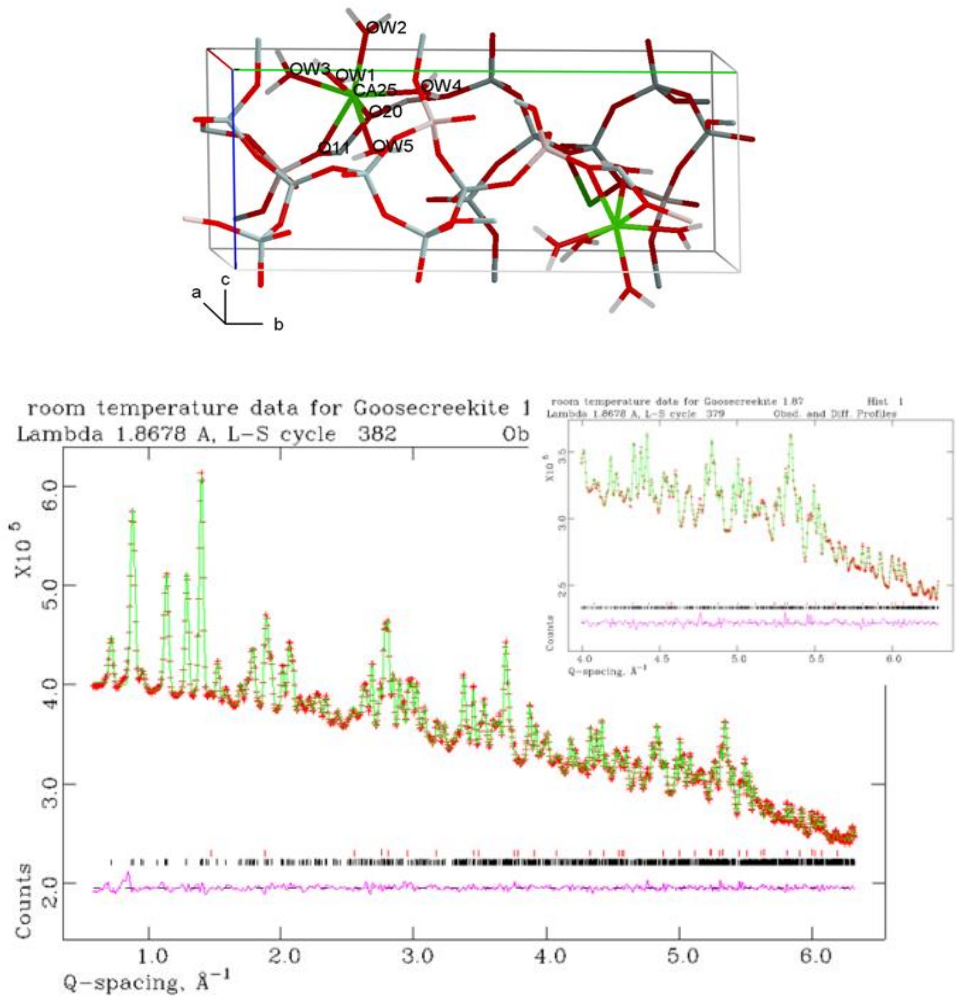 OW2
OW3
OW1
OW4
CA25
O20
O11
OW5
c
a
b
room temperature data for Goosecreekite 1
Lambda 1.8678 A, L-S cycle 382 Ob
X10 5
6.0
5.0
4.0
3.0
2.0
Counts
1.0 2.0 3.0 4.0 5.0 6.0
Q-spacing, Å⁻¹
room temperature data for Goosecreekite 1.87 Hist 1
Lambda 1.8678 A, L-S cycle 379 Obsd. and Diff. Profiles
X10 5
3.5
3.0
2.5
Counts
4.0 4.5 5.0 5.5 6.0
Q-spacing, Å⁻¹